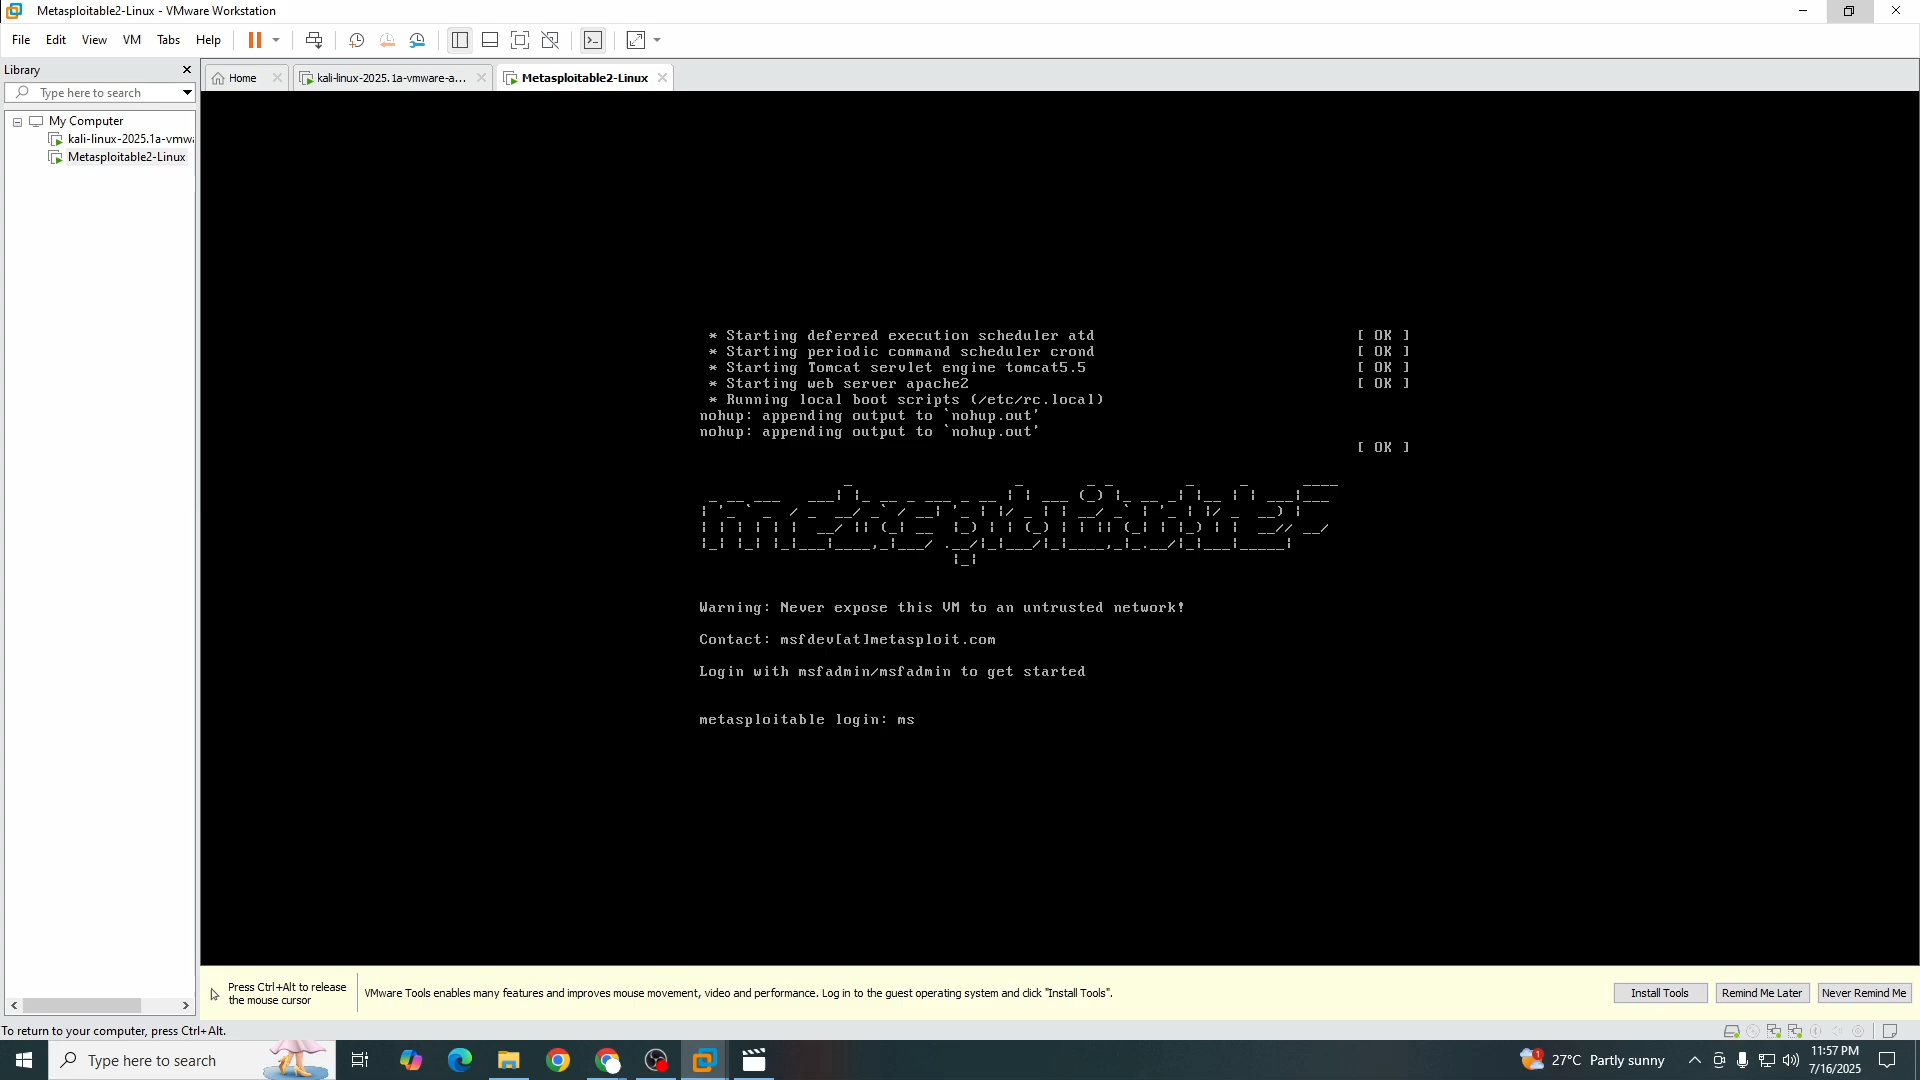 Metasploitable2-Linux - VMware Workstation
File Edit View VM Tabs Help
Library
Type here to search
My Computer
kali-linux-2025.1a-vmwa
Metasploitable2-Linux
Home
kali-linux-2025.1a-vmware-a...
Metasploitable2-Linux
* Starting deferred execution scheduler atd [ OK ]
* Starting periodic command scheduler crond [ OK ]
* Starting Tomcat servlet engine tomcat5.5 [ OK ]
* Starting web server apache2 [ OK ]
* Running local boot scripts (/etc/rc.local)
nohup: appending output to `nohup.out'
nohup: appending output to `nohup.out'
[ OK ]
metasploitable2
Warning: Never expose this VM to an untrusted network!
Contact: msfdev[at]metasploit.com
Login with msfadmin/msfadmin to get started
metasploitable login: ms
Press Ctrl+Alt to release
the mouse cursor
VMware Tools enables many features and improves mouse movement, video and performance. Log in to the guest operating system and click "Install Tools".
Install Tools
Remind Me Later
Never Remind Me
To return to your computer, press Ctrl+Alt.
Type here to search
1
27°C Partly sunny
11:57 PM
7/16/2025